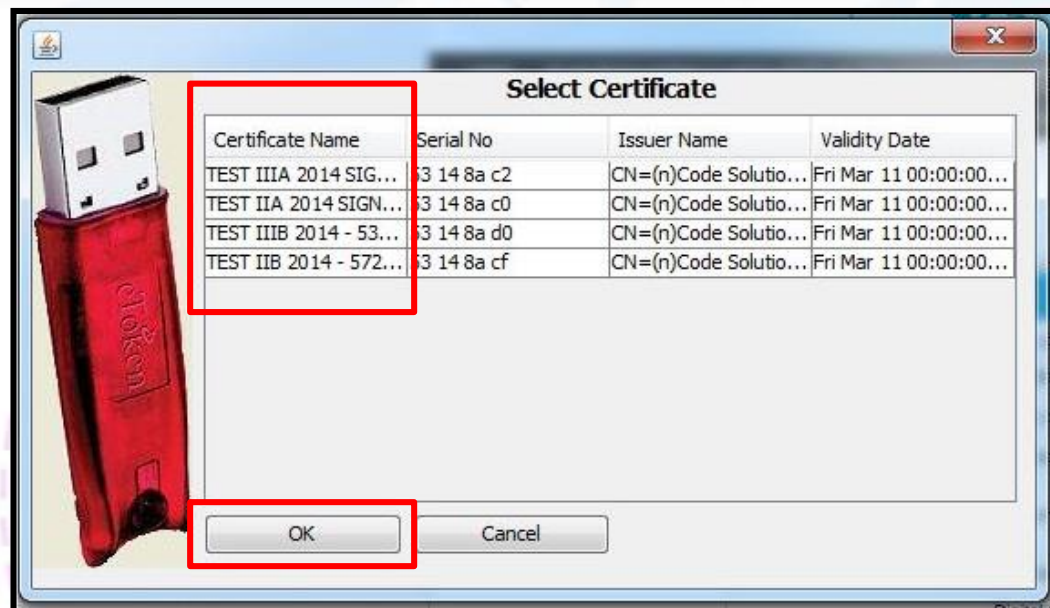 Select Certificate
Certificate Name Serial No Issuer Name Validity Date
TEST IIIA 2014 SIG... 53 14 8a c2 CN=(n)Code Solutio... Fri Mar 11 00:00:00...
TEST IIA 2014 SIGN... 53 14 8a c0 CN=(n)Code Solutio... Fri Mar 11 00:00:00...
TEST IIIB 2014 - 53... 53 14 8a d0 CN=(n)Code Solutio... Fri Mar 11 00:00:00...
TEST IIB 2014 - 572... 53 14 8a cf CN=(n)Code Solutio... Fri Mar 11 00:00:00...
eToken
OK Cancel